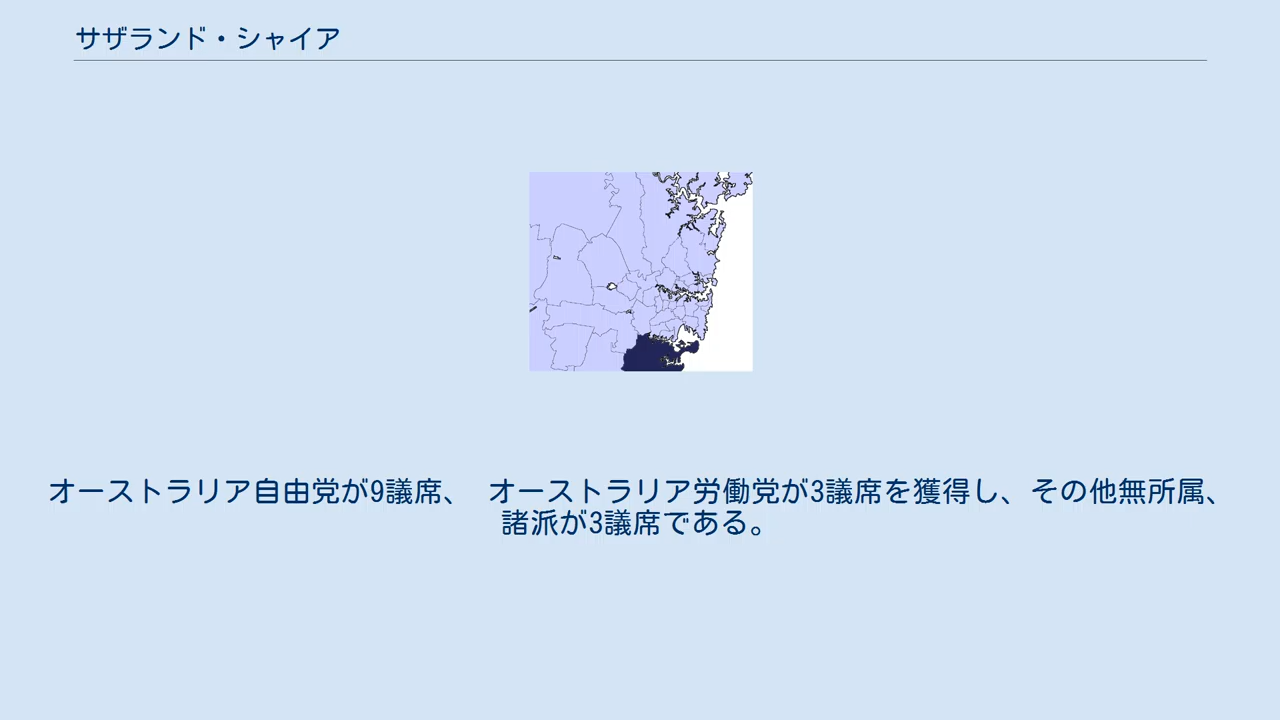 サザランド・シャイア
オーストラリア自由党が9議席、 オーストラリア労働党が3議席を獲得し、その他無所属、
諸派が3議席である。